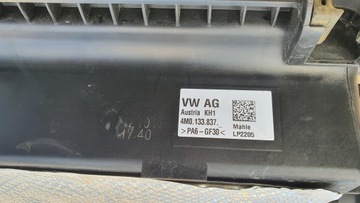 VW AG
Austria KH1
4M0.133.837.
>PA6-GF30<
Mahle
LP2205